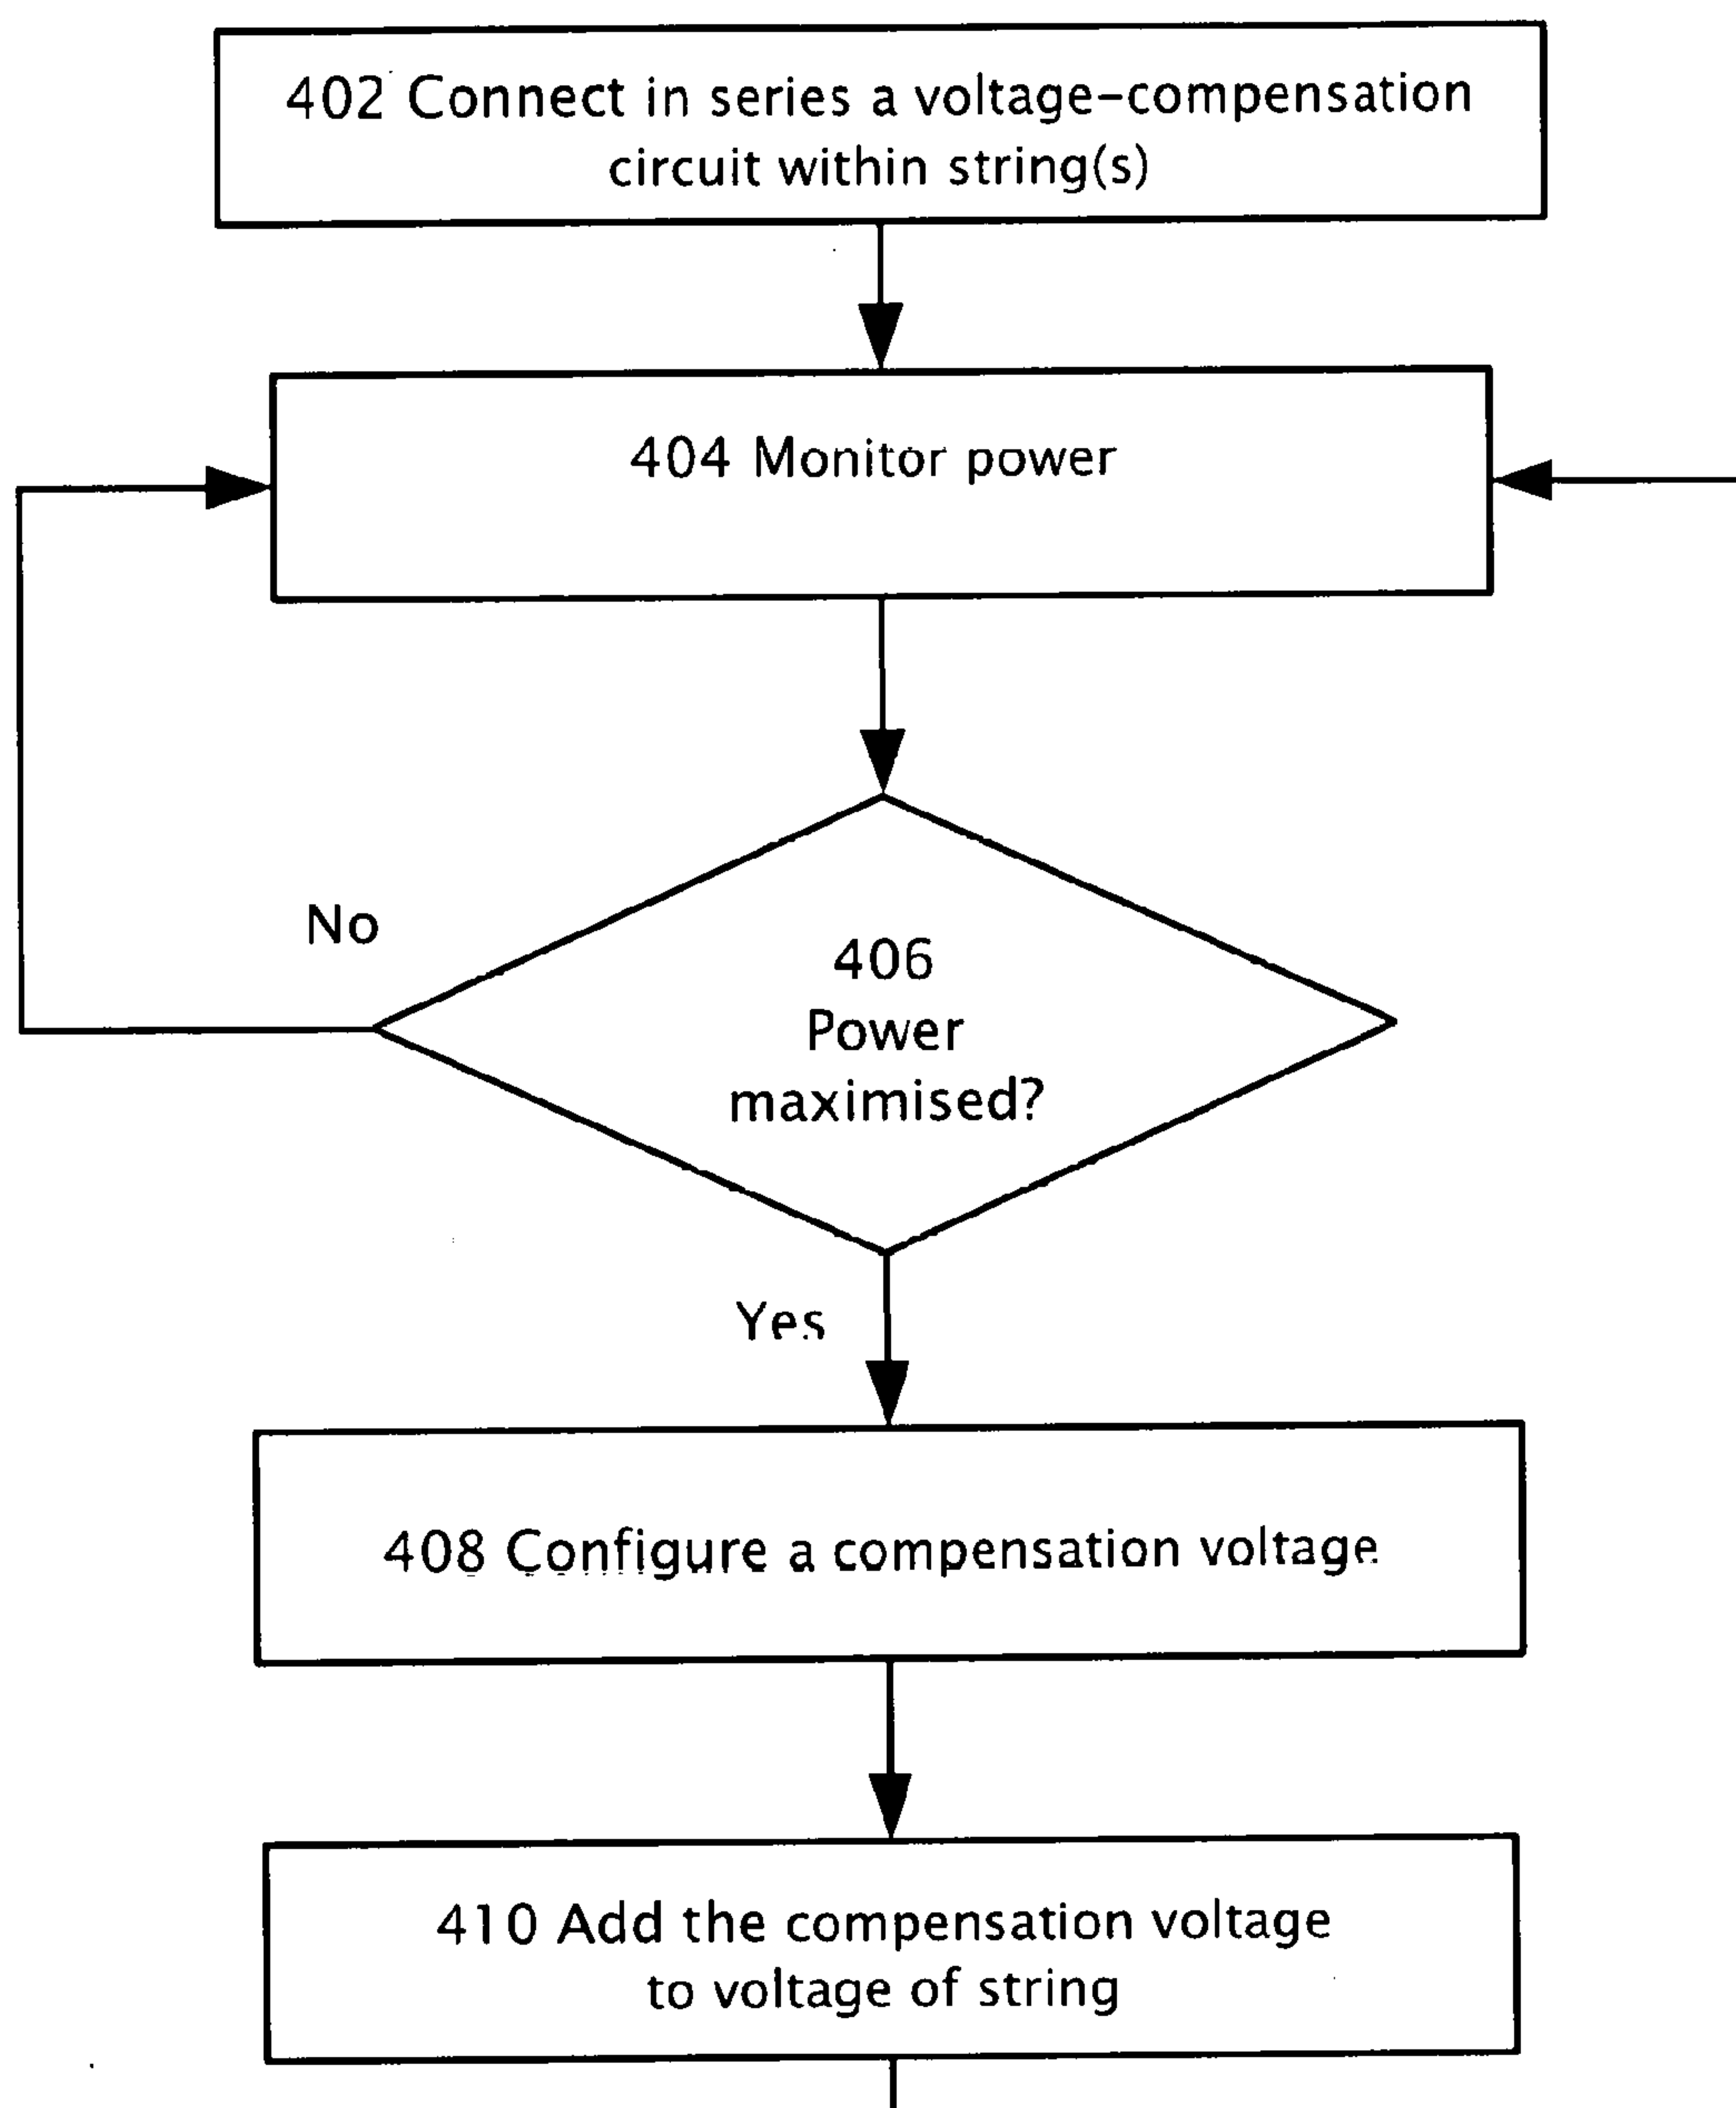 402 Connect in series a voltage-compensation
circuit within string(s)
404 Monitor power
No
406
Power
maximised?
Yes
408 Configure a compensation voltage
410 Add the compensation voltage
to voltage of string